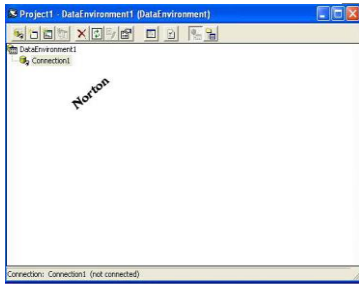 Project1 - DataEnvironment1 (DataEnvironment)
DataEnvironment1
Connection1
Norton
Connection: Connection1 (not connected)